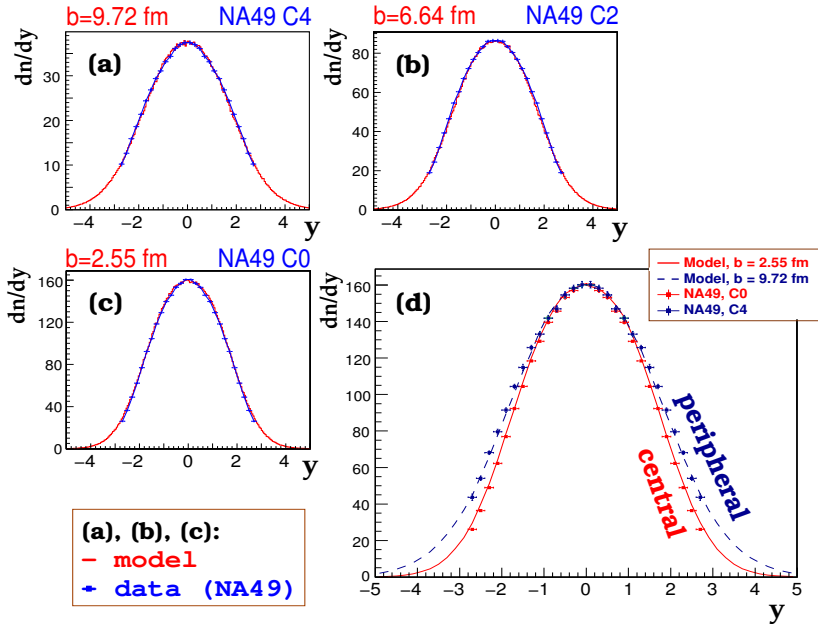 b=9.72 fm NA49 C4
dn/dy
(a)
30
20
10
0
−4 −2 0 2 4
y
b=6.64 fm NA49 C2
dn/dy
(b)
80
60
40
20
0
−4 −2 0 2 4
y
b=2.55 fm NA49 C0
dn/dy
(c)
160
120
80
40
0
−4 −2 0 2 4
y
(a), (b), (c):
model
data (NA49)
Model, b = 2.55 fm
Model, b = 9.72 fm
NA49, C0
NA49, C4
dn/dy
(d)
160
140
120
100
80
60
40
20
0
central
peripheral
−5 −4 −3 −2 −1 0 1 2 3 4 5
y